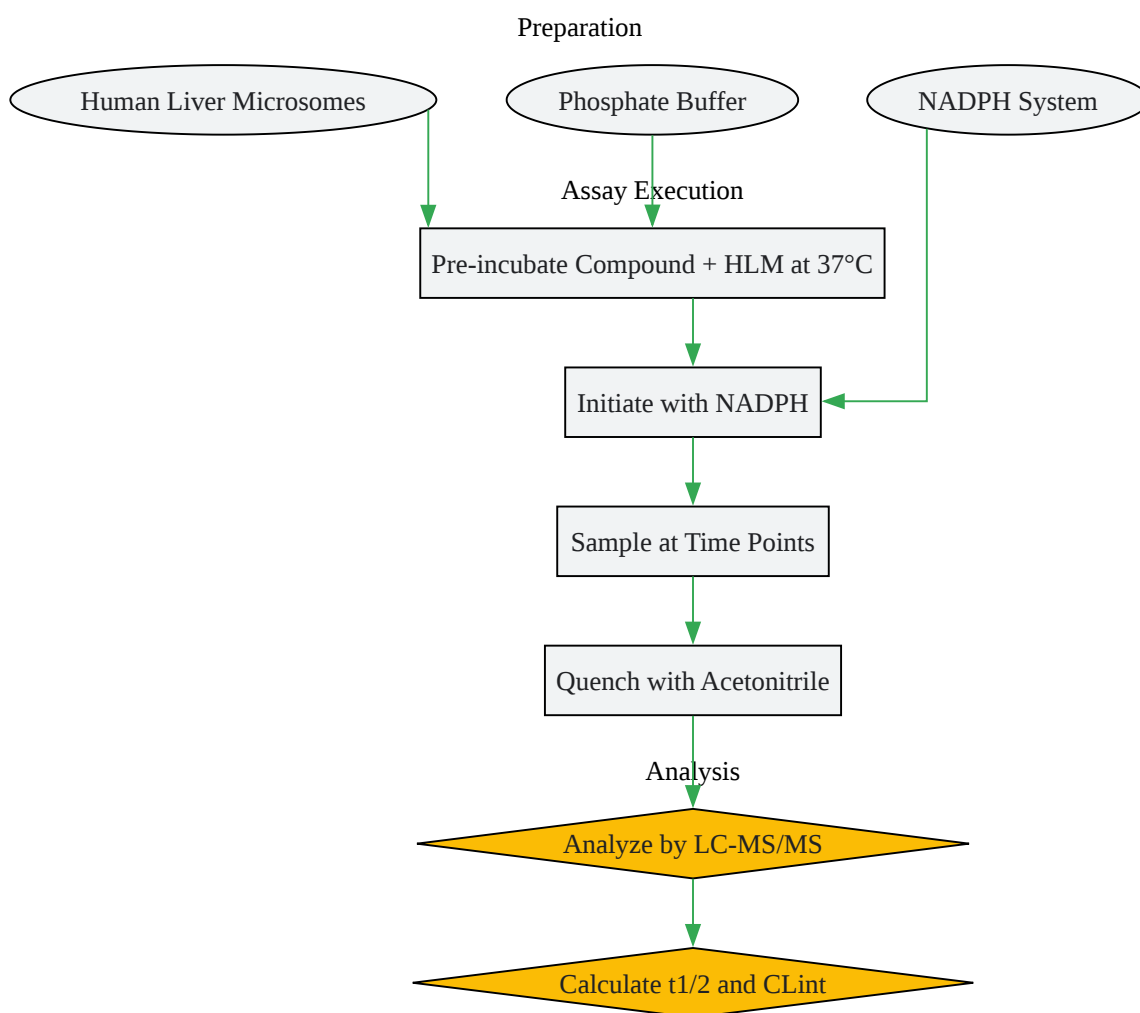 Preparation
Human Liver Microsomes
Phosphate Buffer
NADPH System
Assay Execution
Pre-incubate Compound + HLM at 37°C
Initiate with NADPH
Sample at Time Points
Quench with Acetonitrile
Analysis
Analyze by LC-MS/MS
Calculate t1/2 and CLint